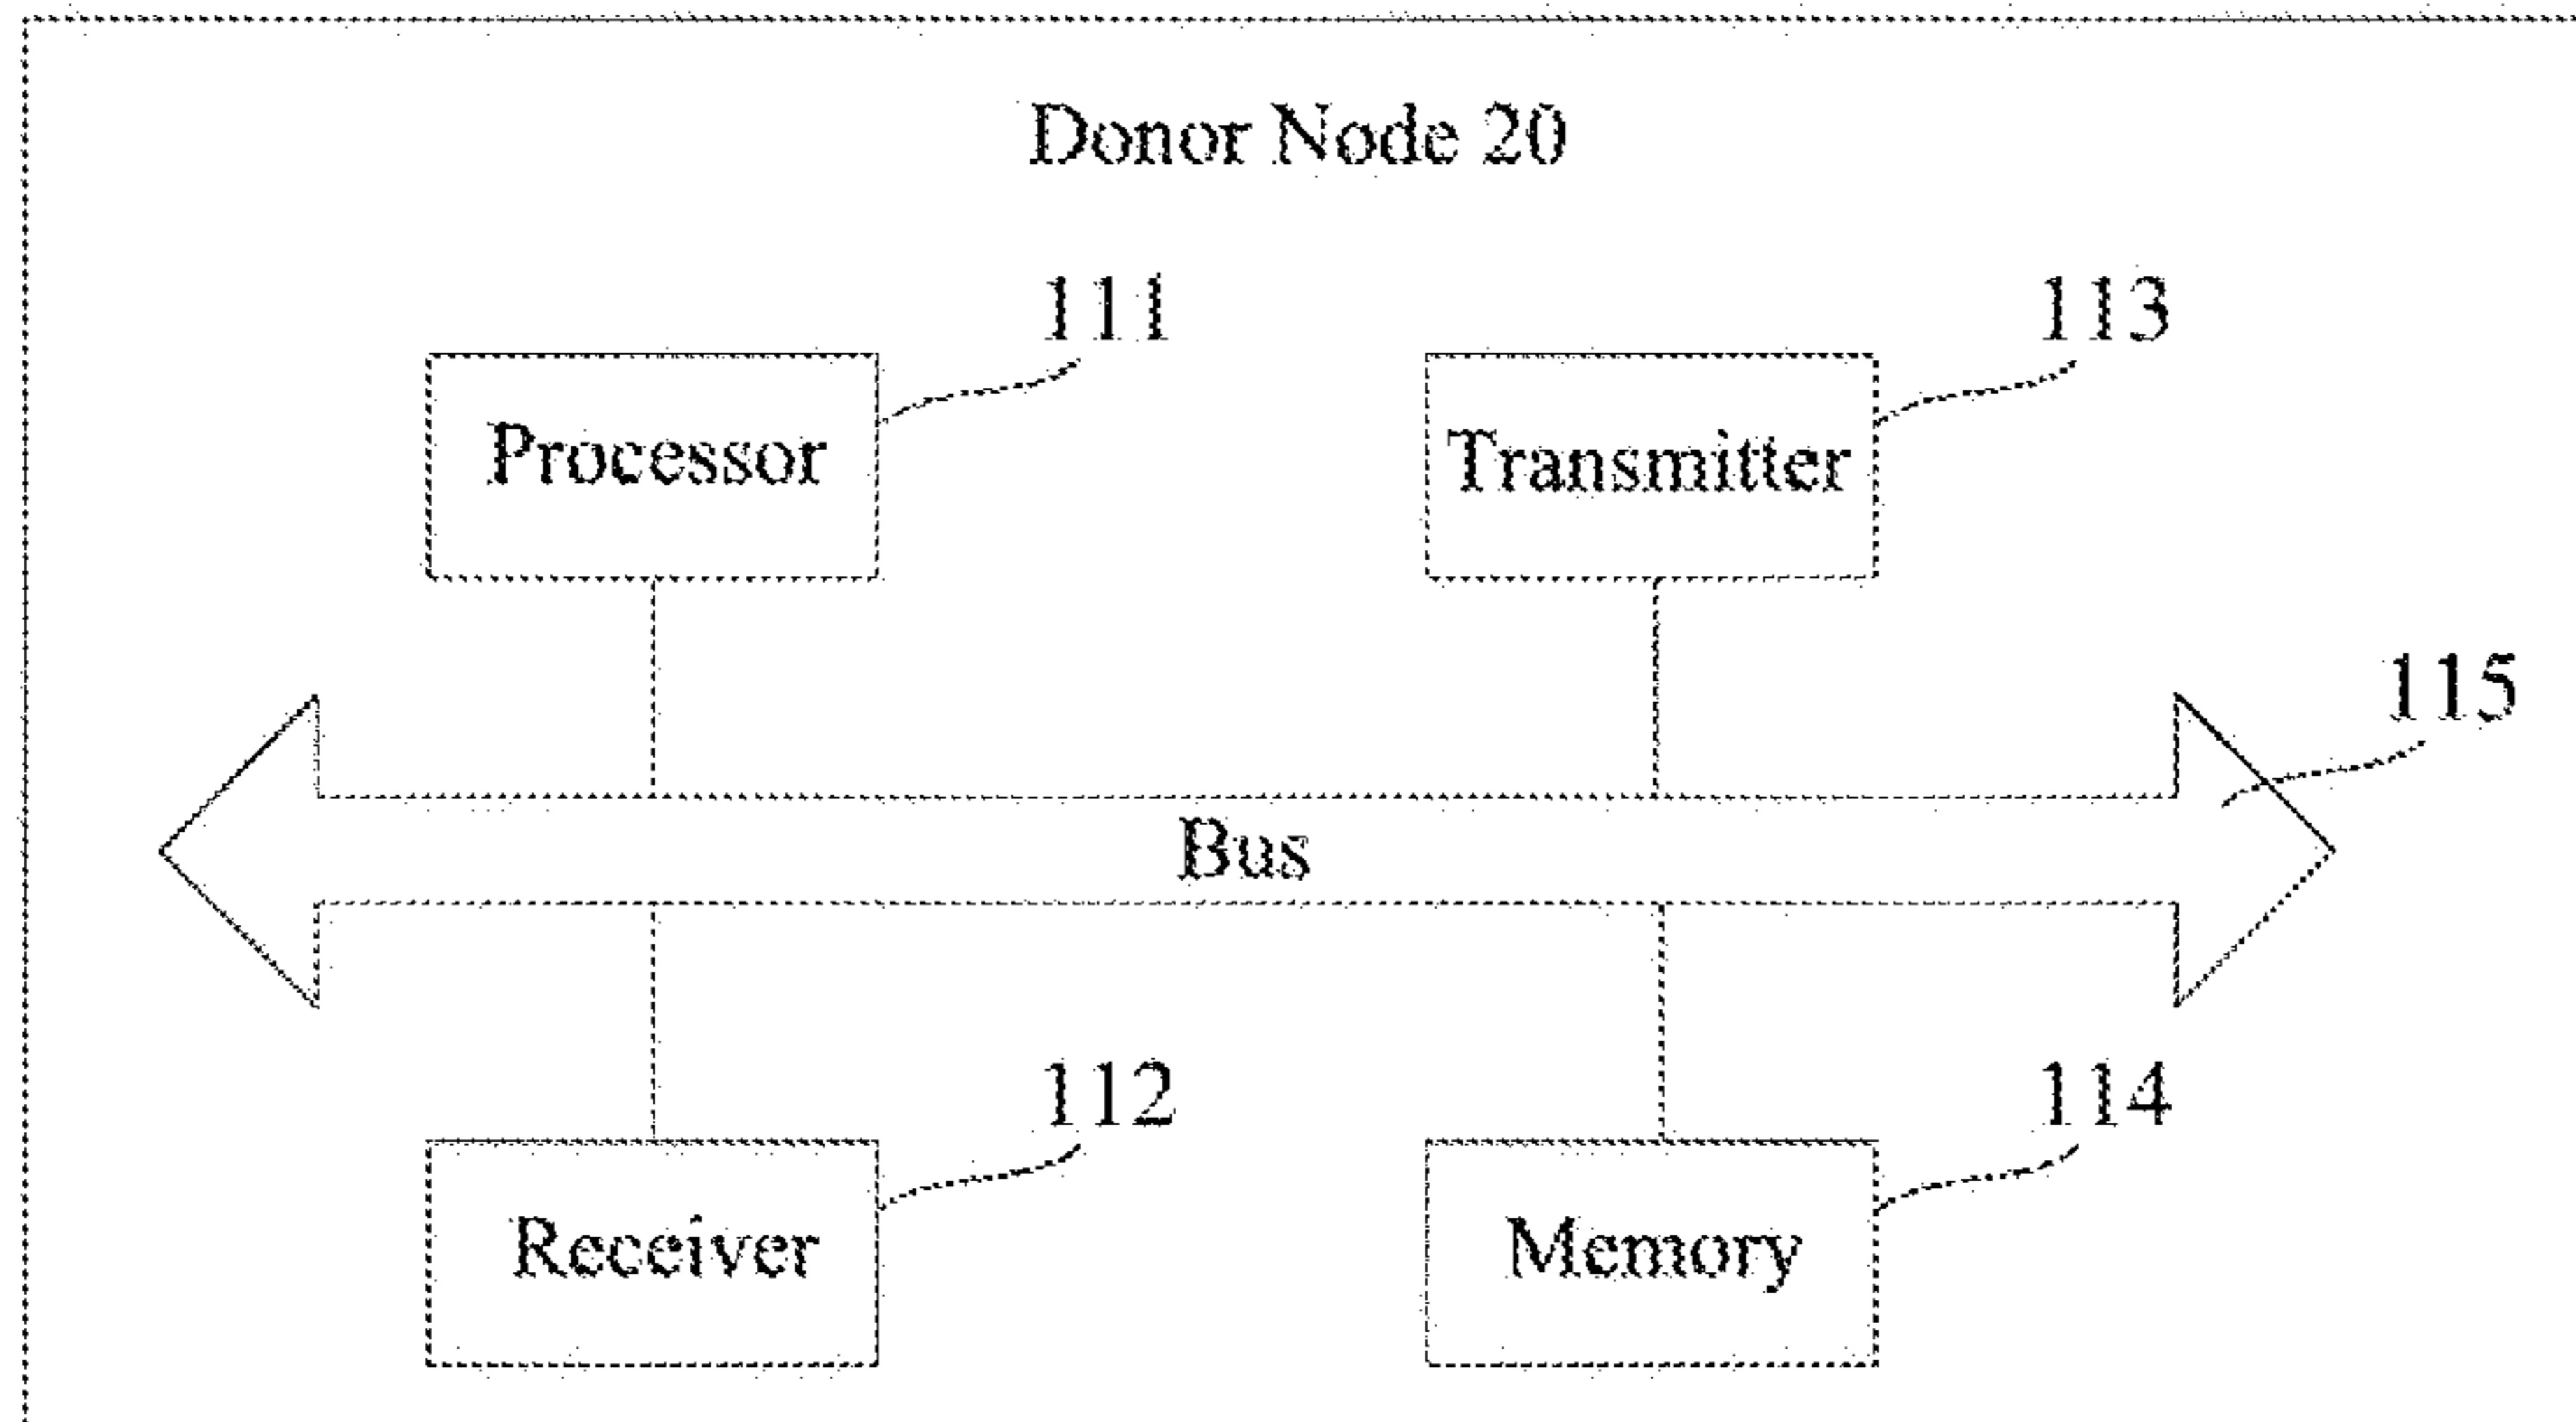 Donor Node 20
111
113
Processor
Transmitter
115
Bus
112
114
Receiver
Memory